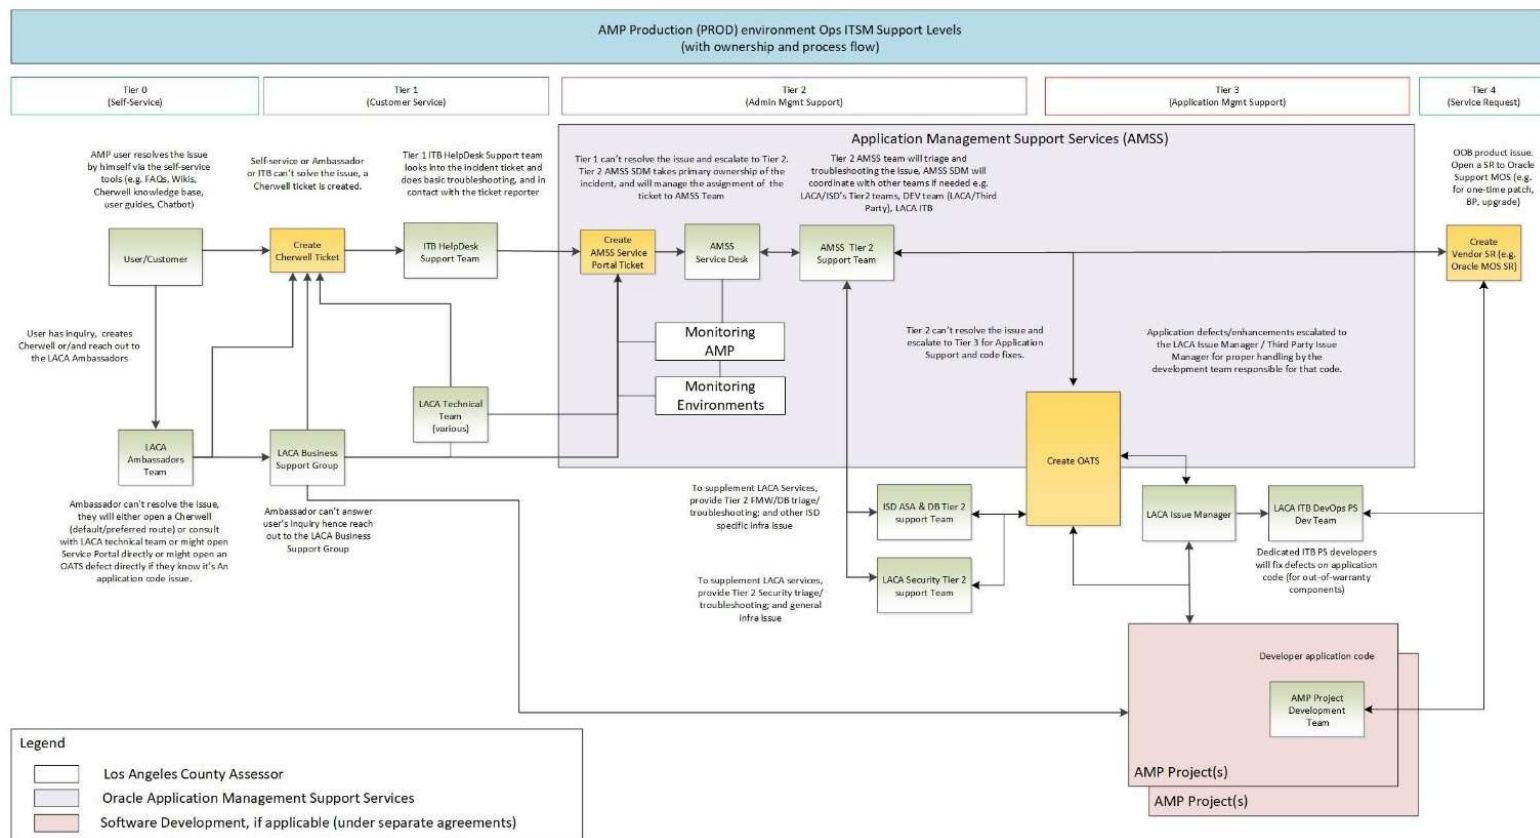 AMP Production (PROD) environment Ops ITSM Support Levels
(with ownership and process flow)
Tier 0
(Self-Service)
Tier 1
(Customer Service)
Tier 2
(Admin Mgmt Support)
Tier 3
(Application Mgmt Support)
Tier 4
(Service Request)
Application Management Support Services (AMSS)
AMP user resolves the issue
by himself via the self-service
tools (e.g. FAQs, Wikis,
Cherwell knowledge base,
user guides, Chatbot)
Self-service or Ambassador
or ITB can't solve the issue, a
Cherwell ticket is created.
Tier 1 ITB HelpDesk Support team
looks into the incident ticket and
does basic troubleshooting, and in
contact with the ticket reporter
Tier 1 can't resolve the issue and escalate to Tier 2.
Tier 2 AMSS SDM takes primary ownership of the
incident, and will manage the assignment of the
ticket to AMSS Team
Tier 2 AMSS team will triage and
troubleshooting the issue, AMSS SDM will
coordinate with other teams if needed e.g.
LACA/ISD's Tier2 teams, DEV team (LACA/Third
Party), LACA ITB
OOB product issue.
Open a SR to Oracle
Support MOS (e.g.
for one-time patch,
BP, upgrade)
User/Customer
Create
Cherwell Ticket
ITB HelpDesk
Support Team
Create
AMSS Service
Portal Ticket
AMSS
Service Desk
AMSS Tier 2
Support Team
Create
Vendor SR (e.g.
Oracle MOS SR)
User has inquiry, creates
Cherwell or/and reach out to
the LACA Ambassadors
Monitoring
AMP
Monitoring
Environments
Tier 2 can't resolve the issue and
escalate to Tier 3 for Application
Support and code fixes.
Application defects/enhancements escalated to
the LACA Issue Manager / Third Party Issue
Manager for proper handling by the
development team responsible for that code.
LACA Technical
Team
(various)
LACA
Ambassadors
Team
LACA Business
Support Group
Create OATS
Ambassador can't resolve the issue,
they will either open a Cherwell
(default/preferred route) or consult
with LACA technical team or might open
Service Portal directly or might open an
OATS defect directly if they know it's An
application code issue.
Ambassador can't answer
user's inquiry hence reach
out to the LACA Business
Support Group
To supplement LACA Services,
provide Tier 2 FMW/DB triage/
troubleshooting; and other ISD
specific infra issue
ISD ASA & DB Tier 2
support Team
LACA Issue Manager
LACA ITB DevOps PS
Dev Team
Dedicated ITB PS developers
will fix defects on application
code (for out-of-warranty
components)
To supplement LACA services,
provide Tier 2 Security triage/
troubleshooting; and general
infra issue
LACA Security Tier 2
support Team
Developer application code
AMP Project
Development
Team
AMP Project(s)
AMP Project(s)
Legend
Los Angeles County Assessor
Oracle Application Management Support Services
Software Development, if applicable (under separate agreements)